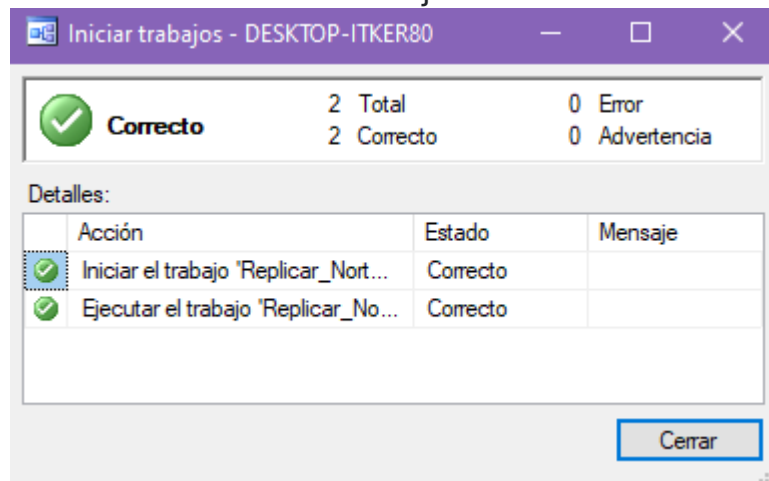 Iniciar trabajos - DESKTOP-ITKER80
Correcto
2 Total
0 Error
2 Correcto
0 Advertencia
Detalles:
Acción Estado Mensaje
Iniciar el trabajo "Replicar_Nort... Correcto
Ejecutar el trabajo "Replicar_No... Correcto
Cerrar